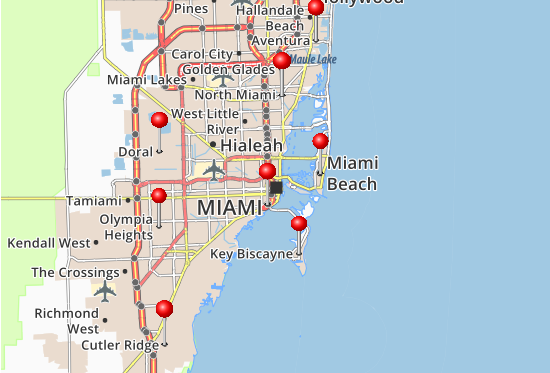 Hollywood
Pines
Hallandale
Beach
Aventura
Carol City
Maule Lake
Golden Glades
Miami Lakes
North Miami
West Little
River
Hialeah
Doral
Miami
Beach
Tamiami
MIAMI
Olympia
Heights
Kendall West
Key Biscayne
The Crossings
Richmond
West
Cutler Ridge